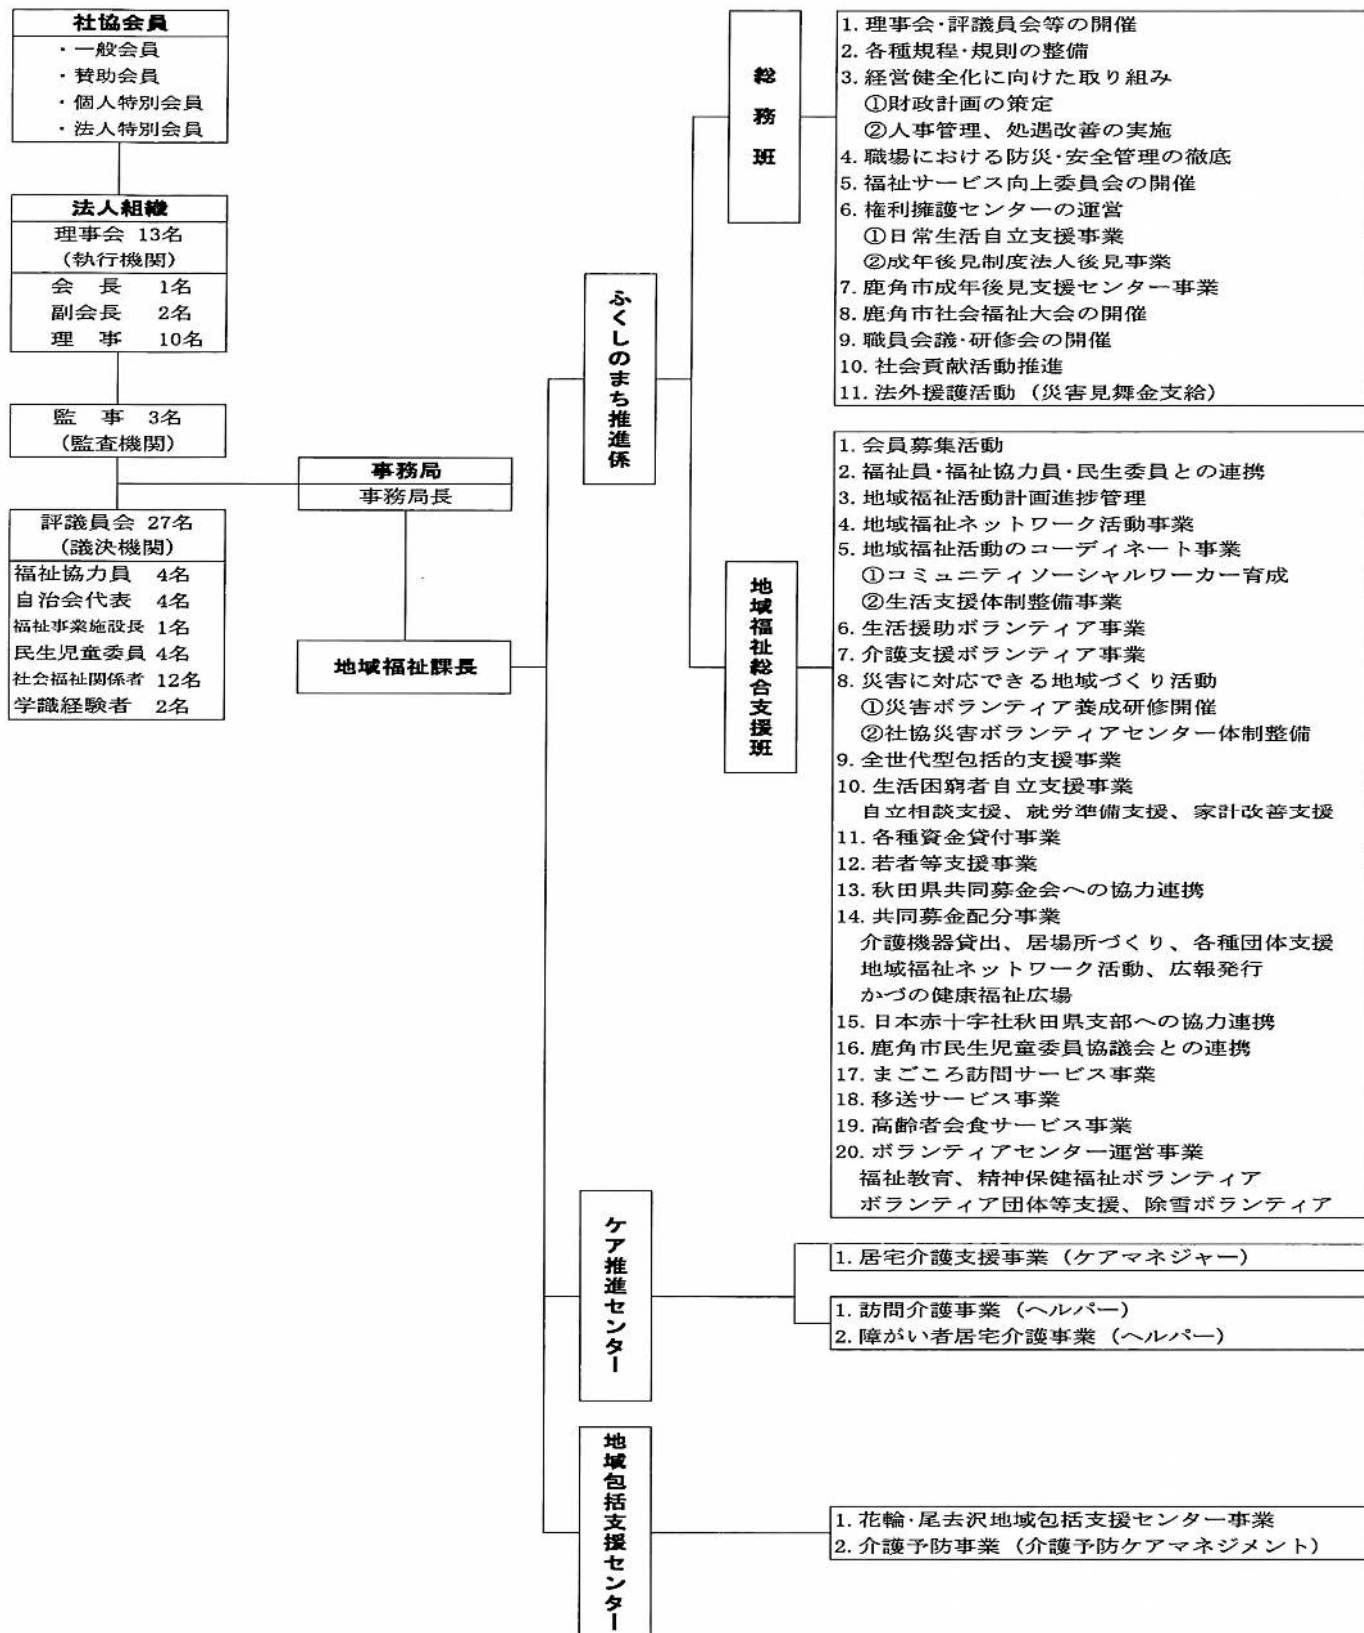 社協会員
・一般会員
・賛助会員
・個人特別会員
・法人特別会員
法人組織
理事会 13名
(執行機関)
会 長 1名
副会長 2名
理 事 10名
監 事 3名
(監査機関)
評議員会 27名
(議決機関)
福祉協力員 4名
自治会代表 4名
福祉事業施設長 1名
民生児童委員 4名
社会福祉関係者 12名
学識経験者 2名
事務局
事務局長
地域福祉課長
ふくしのまち推進係
総務班
1. 理事会・評議員会等の開催
2. 各種規程・規則の整備
3. 経営健全化に向けた取り組み
①財政計画の策定
②人事管理、処遇改善の実施
4. 職場における防災・安全管理の徹底
5. 福祉サービス向上委員会の開催
6. 権利擁護センターの運営
①日常生活自立支援事業
②成年後見制度法人後見事業
7. 鹿角市成年後見支援センター事業
8. 鹿角市社会福祉大会の開催
9. 職員会議・研修会の開催
10. 社会貢献活動推進
11. 法外援護活動（災害見舞金支給）
地域福祉総合支援班
1. 会員募集活動
2. 福祉員・福祉協力員・民生委員との連携
3. 地域福祉活動計画進捗管理
4. 地域福祉ネットワーク活動事業
5. 地域福祉活動のコーディネート事業
①コミュニティソーシャルワーカー育成
②生活支援体制整備事業
6. 生活援助ボランティア事業
7. 介護支援ボランティア事業
8. 災害に対応できる地域づくり活動
①災害ボランティア養成研修開催
②社協災害ボランティアセンター体制整備
9. 全世代型包括的支援事業
10. 生活困窮者自立支援事業
自立相談支援、就労準備支援、家計改善支援
11. 各種資金貸付事業
12. 若者等支援事業
13. 秋田県共同募金会への協力連携
14. 共同募金配分事業
介護機器貸出、居場所づくり、各種団体支援
地域福祉ネットワーク活動、広報発行
かづの健康福祉広場
15. 日本赤十字社秋田県支部への協力連携
16. 鹿角市民生児童委員協議会との連携
17. まごころ訪問サービス事業
18. 移送サービス事業
19. 高齢者会食サービス事業
20. ボランティアセンター運営事業
福祉教育、精神保健福祉ボランティア
ボランティア団体等支援、除雪ボランティア
ケア推進センター
1. 居宅介護支援事業（ケアマネジャー）
1. 訪問介護事業（ヘルパー）
2. 障がい者居宅介護事業（ヘルパー）
地域包括支援センター
1. 花輪・尾去沢地域包括支援センター事業
2. 介護予防事業（介護予防ケアマネジメント）